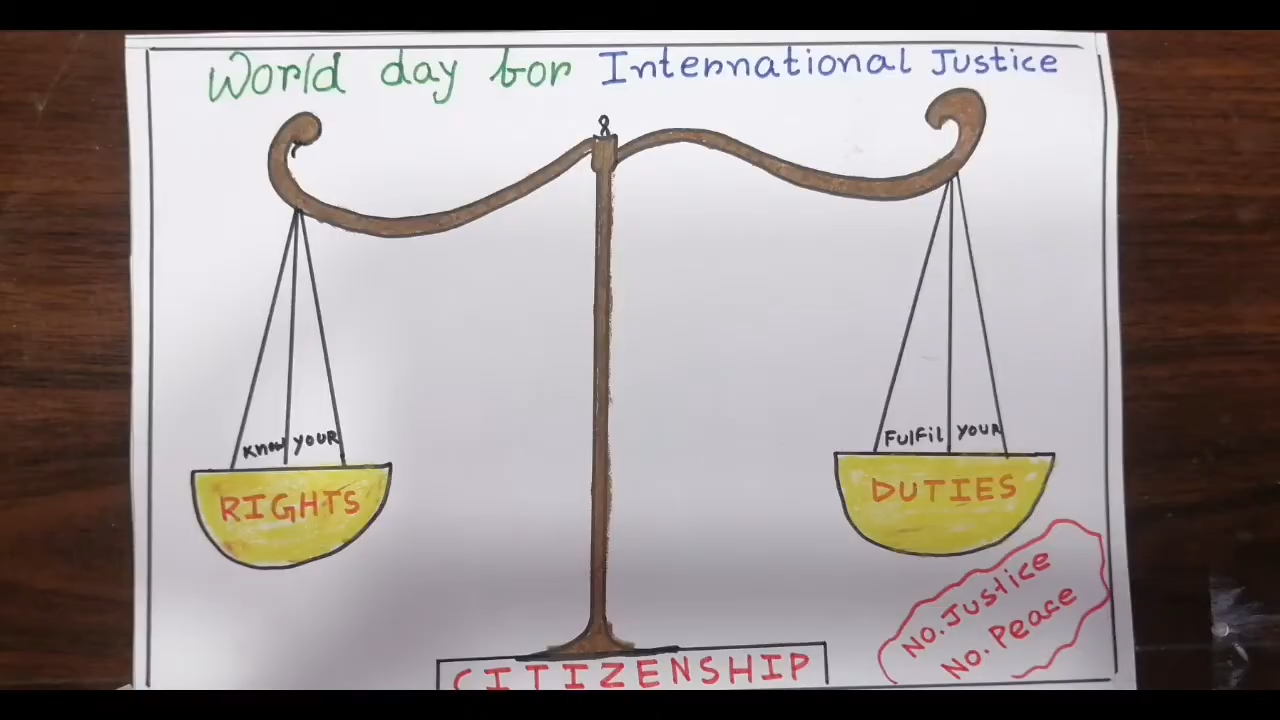 World day for International Justice
Know YOUR
RIGHTS
Fulfil YOUR
DUTIES
NO. Justice
NO. Peace
CITIZENSHIP